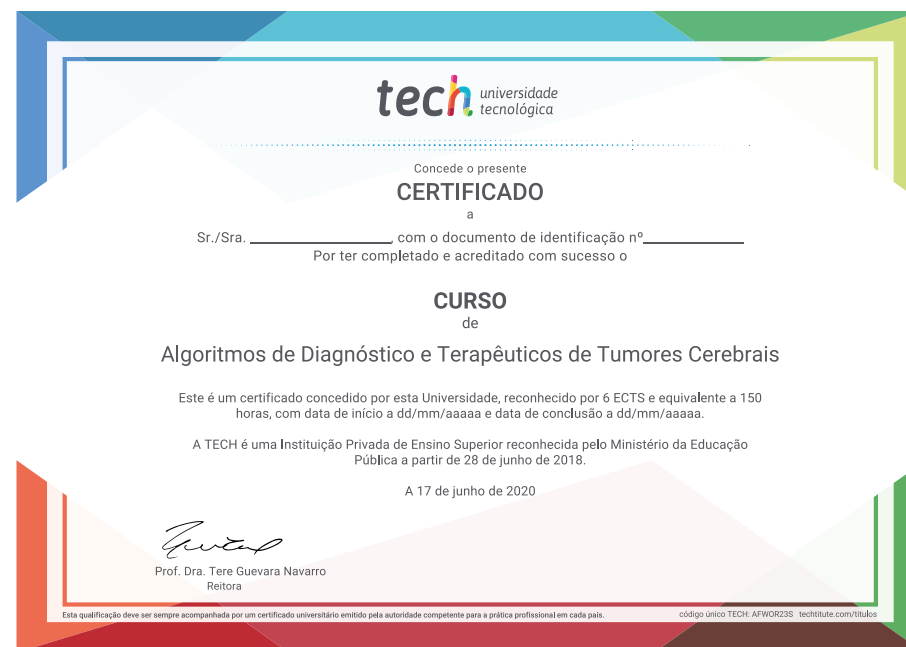 tech universidade
tecnológica
Concede o presente
CERTIFICADO
a
Sr./Sra. ____________________, com o documento de identificação nº______________
Por ter completado e acreditado com sucesso o
CURSO
de
Algoritmos de Diagnóstico e Terapêuticos de Tumores Cerebrais
Este é um certificado concedido por esta Universidade, reconhecido por 6 ECTS e equivalente a 150
horas, com data de início a dd/mm/aaaaa e data de conclusão a dd/mm/aaaaa.
A TECH é uma Instituição Privada de Ensino Superior reconhecida pelo Ministério da Educação
Pública a partir de 28 de junho de 2018.
A 17 de junho de 2020
Prof. Dra. Tere Guevara Navarro
Reitora
Esta qualificação deve ser sempre acompanhada por um certificado universitário emitido pela autoridade competente para a prática profissional em cada país. código único TECH: AFWOR23S techtitute.com/titulos